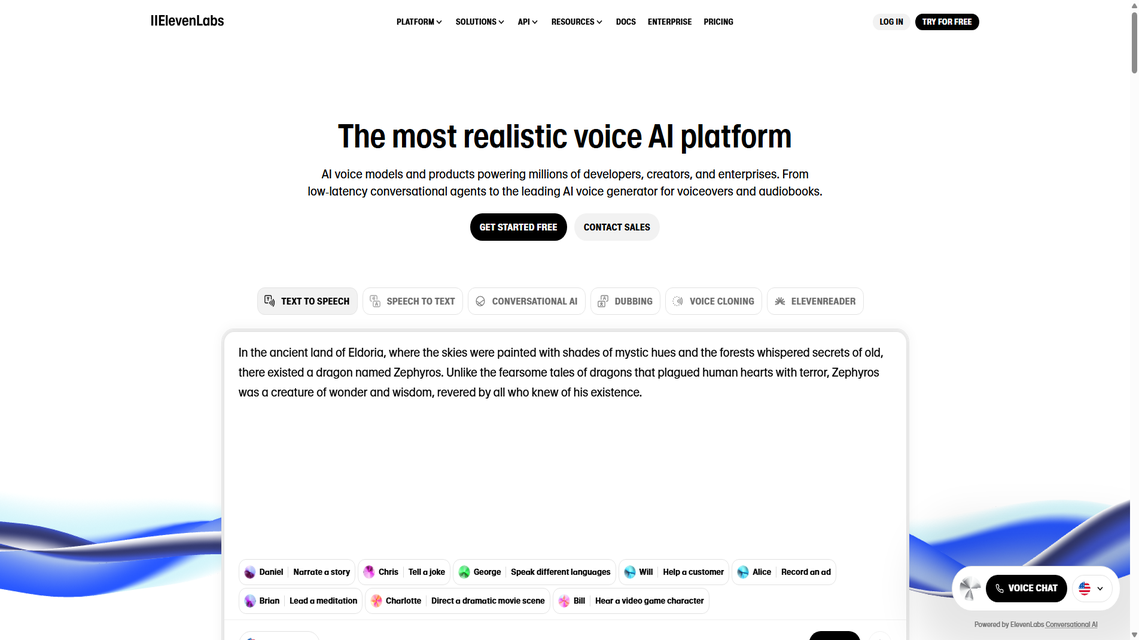 IIElevenLabs
PLATFORM SOLUTIONS API RESOURCES DOCS ENTERPRISE PRICING
LOG IN TRY FOR FREE
The most realistic voice AI platform
AI voice models and products powering millions of developers, creators, and enterprises. From
low-latency conversational agents to the leading AI voice generator for voiceovers and audiobooks.
GET STARTED FREE CONTACT SALES
TEXT TO SPEECH SPEECH TO TEXT CONVERSATIONAL AI DUBBING VOICE CLONING ELEVENREADER
In the ancient land of Eldoria, where the skies were painted with shades of mystic hues and the forests whispered secrets of old,
there existed a dragon named Zephyros. Unlike the fearsome tales of dragons that plagued human hearts with terror, Zephyros
was a creature of wonder and wisdom, revered by all who knew of his existence.
Daniel Narrate a story Chris Tell a joke George Speak different languages Will Help a customer Alice Record an ad
Brian Lead a meditation Charlotte Direct a dramatic movie scene Bill Hear a video game character
VOICE CHAT
Powered by ElevenLabs Conversational AI